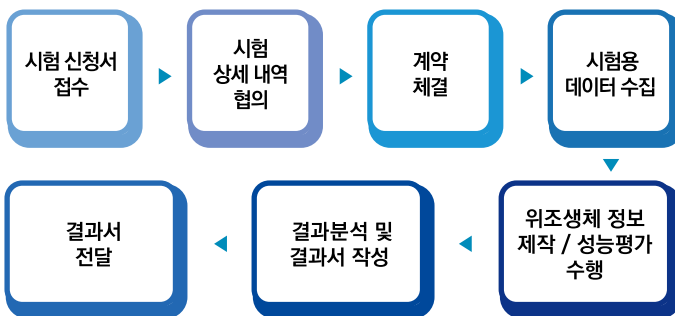 시험 신청서
접수
시험
상세 내역
협의
계약
체결
시험용
데이터 수집
위조생체 정보
제작 / 성능평가
수행
결과분석 및
결과서 작성
결과서
전달